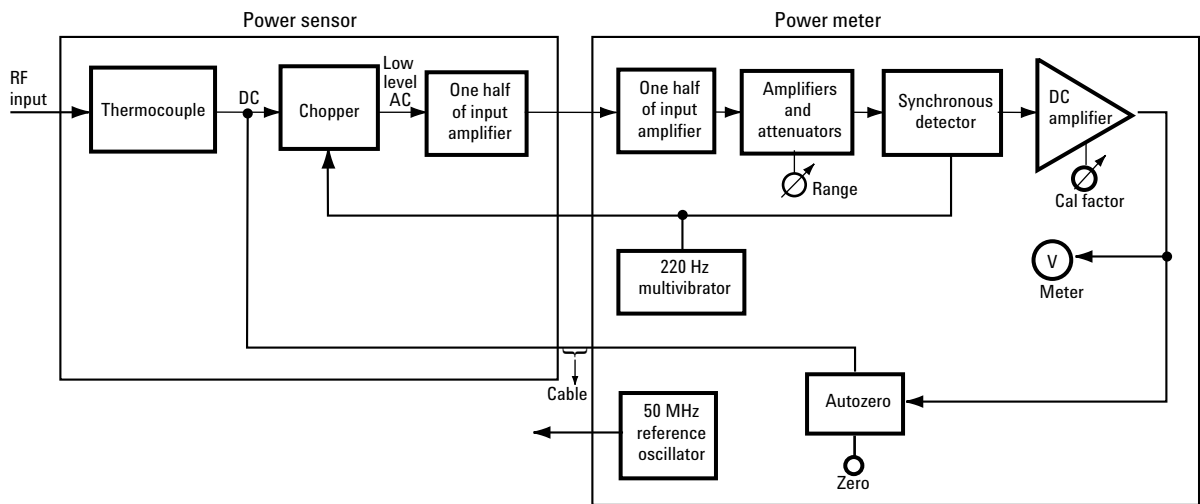 Power sensor
Power meter
RF
input
Thermocouple
DC
Chopper
Low
level
AC
One half
of input
amplifier
One half
of input
amplifier
Amplifiers
and
attenuators
Synchronous
detector
DC
amplifier
Range
Cal factor
220 Hz
multivibrator
V
Meter
Cable
50 MHz
reference
oscillator
Autozero
Zero